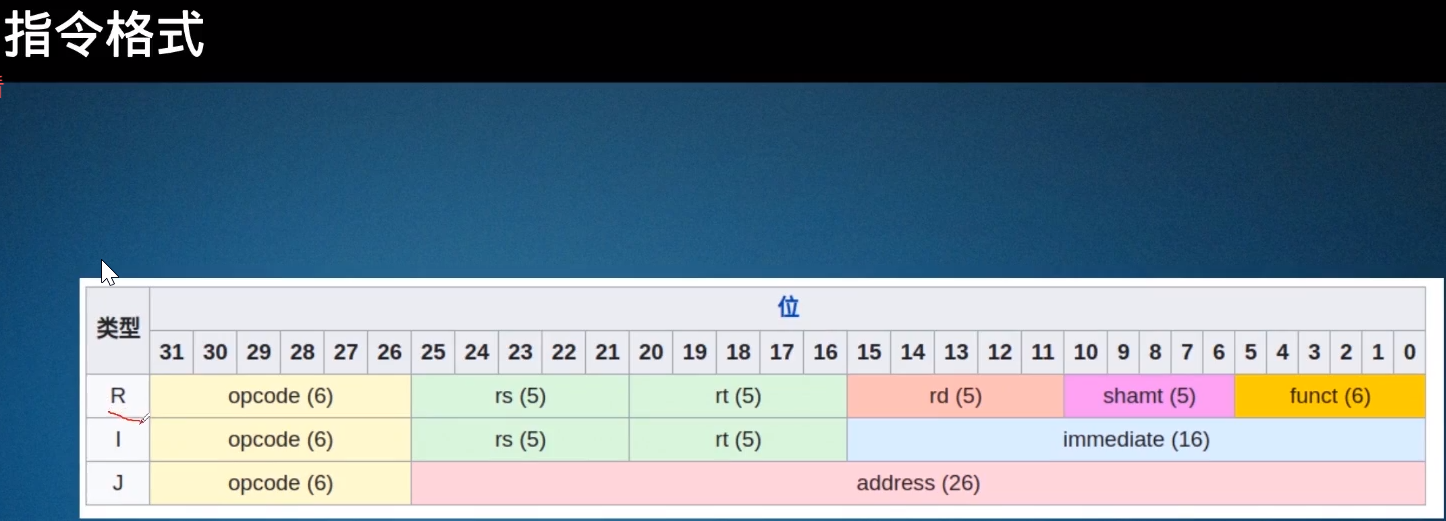 指令格式
类型 位
31 30 29 28 27 26 25 24 23 22 21 20 19 18 17 16 15 14 13 12 11 10 9 8 7 6 5 4 3 2 1 0
R opcode (6) rs (5) rt (5) rd (5) shamt (5) funct (6)
I opcode (6) rs (5) rt (5) immediate (16)
J opcode (6) address (26)